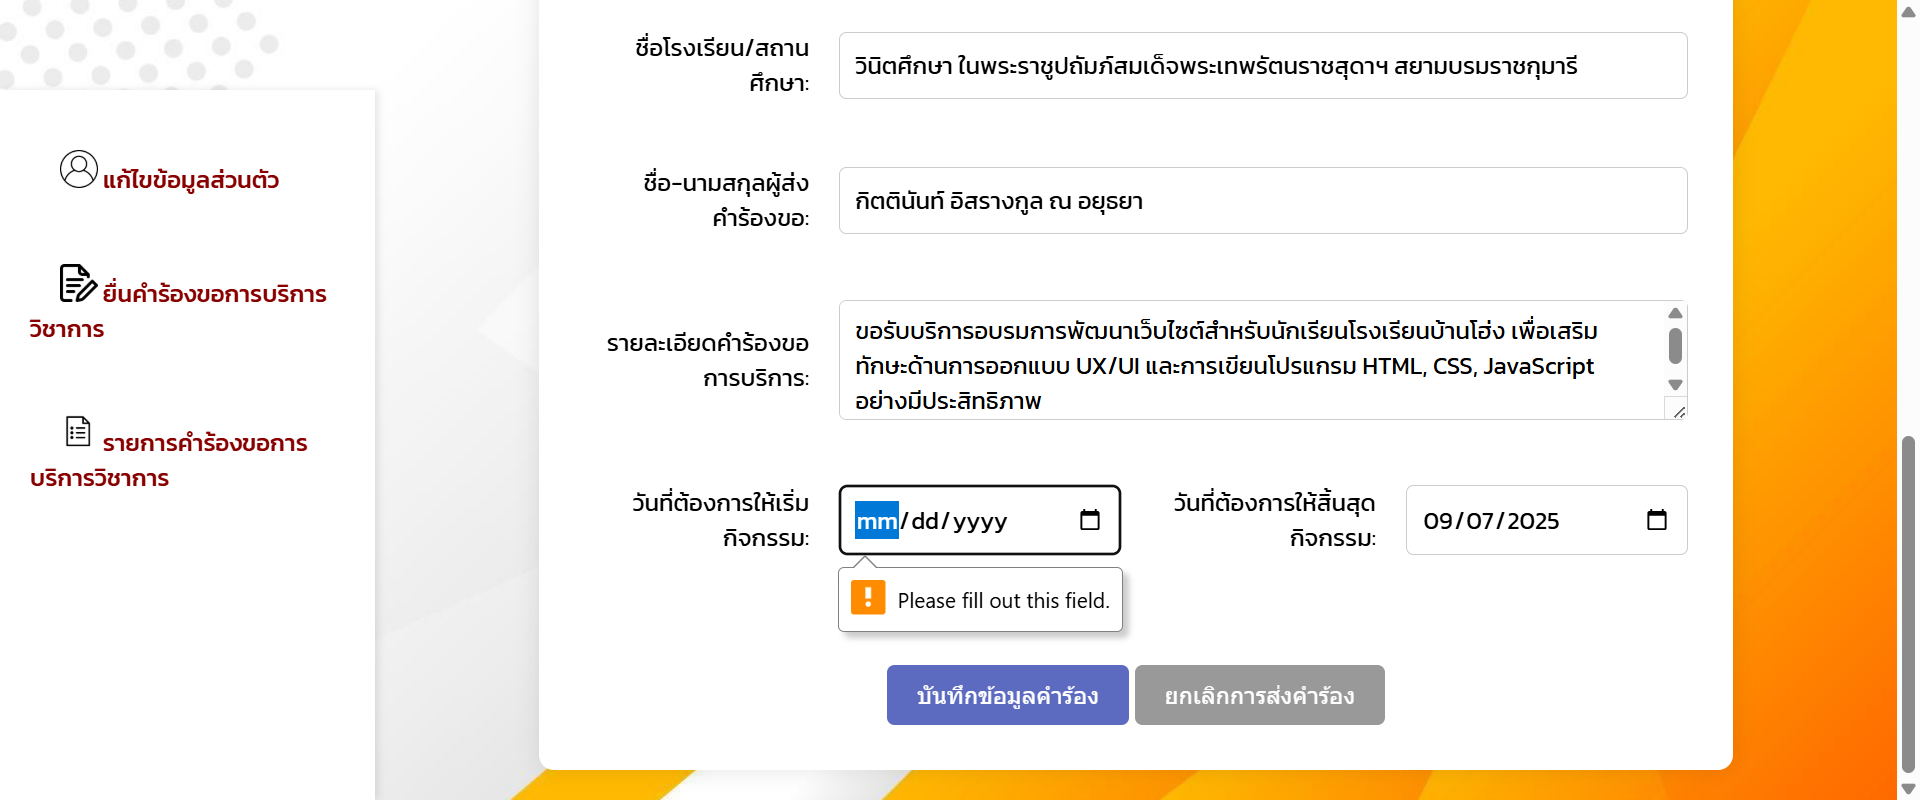 แก้ไขข้อมูลส่วนตัว
ยื่นคำร้องขอการบริการ
วิชาการ
รายการคำร้องขอการ
บริการวิชาการ
ชื่อโรงเรียน/สถาน
ศึกษา:
วินิตศึกษา ในพระราชูปถัมภ์สมเด็จพระเทพรัตนราชสุดาฯ สยามบรมราชกุมารี
ชื่อ-นามสกุลผู้ส่ง
คำร้องขอ:
กิตตินันท์ อิสรางกูล ณ อยุธยา
รายละเอียดคำร้องขอ
การบริการ:
ขอรับบริการอบรมการพัฒนาเว็บไซต์สำหรับนักเรียนโรงเรียนบ้านโฮ่ง เพื่อเสริม
ทักษะด้านการออกแบบ UX/UI และการเขียนโปรแกรม HTML, CSS, JavaScript
อย่างมีประสิทธิภาพ
วันที่ต้องการให้เริ่ม
กิจกรรม:
mm/dd/yyyy
วันที่ต้องการให้สิ้นสุด
กิจกรรม:
09/07/2025
Please fill out this field.
บันทึกข้อมูลคำร้อง
ยกเลิกการส่งคำร้อง